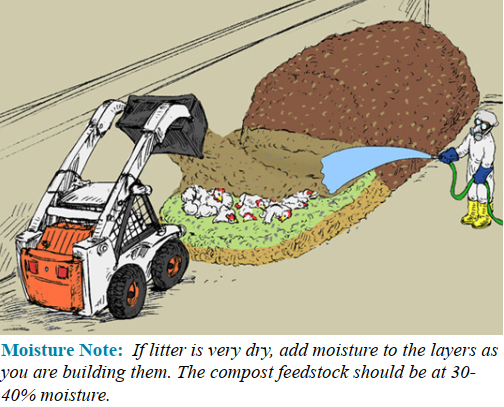 Moisture Note:  If litter is very dry, add moisture to the layers as
you are building them. The compost feedstock should be at 30-
40% moisture.